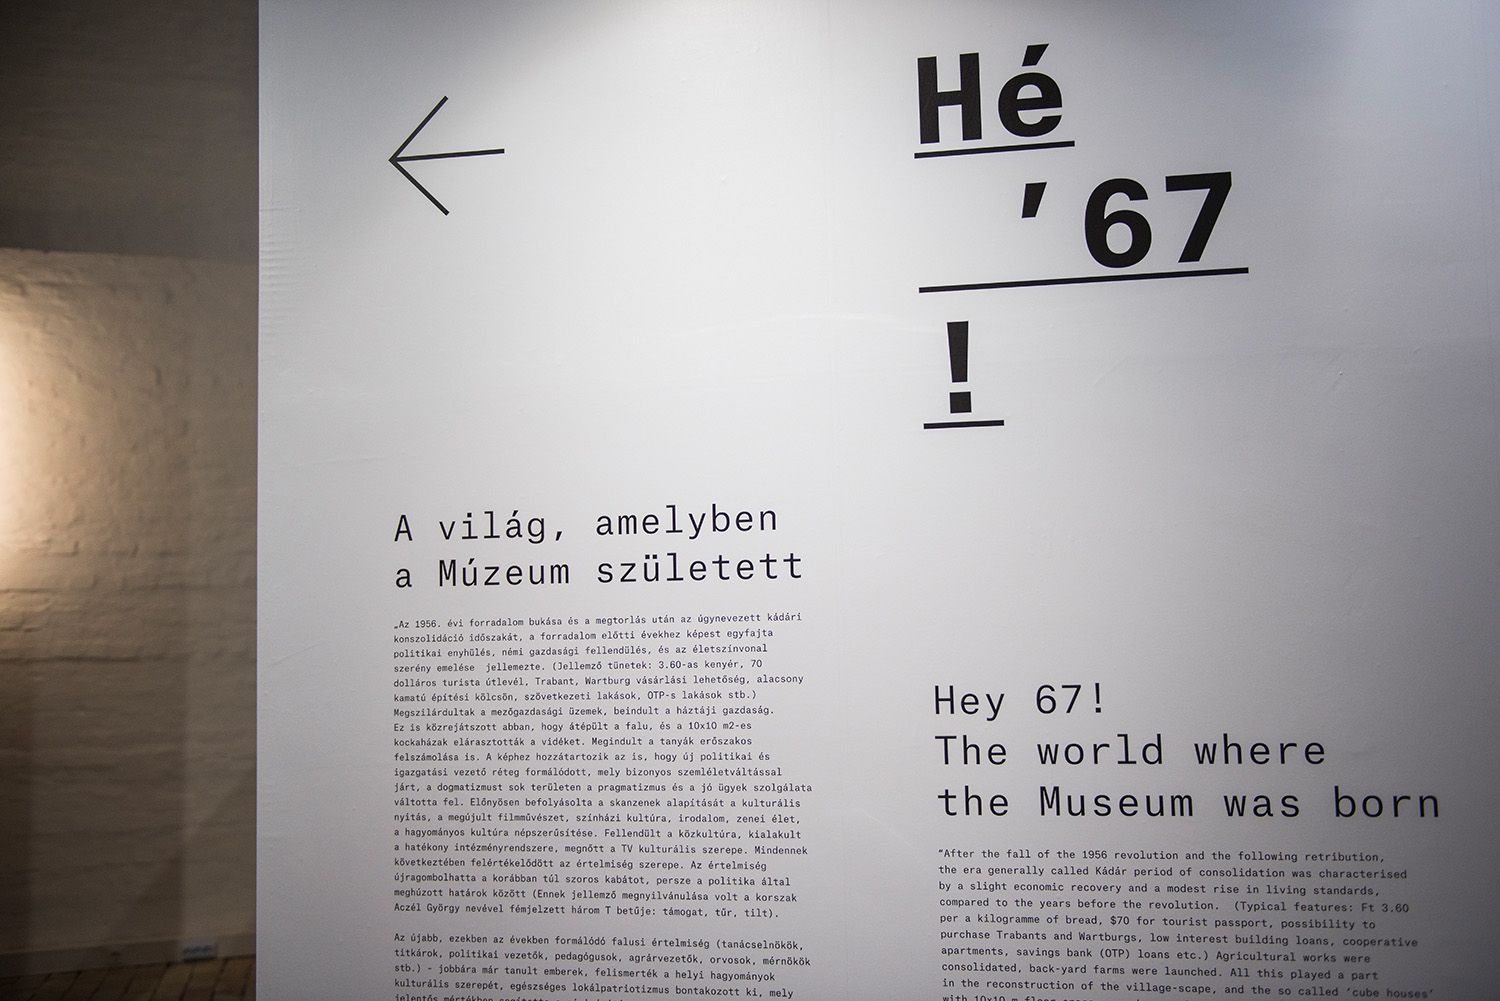 Hé
’67
!
A világ, amelyben
a Múzeum született
„Az 1956. évi forradalom bukása és a megtorlás után az úgynevezett kádári
konszolidáció időszakát, a forradalom előtti évekhez képest egyfajta
politikai enyhülés, némi gazdasági fellendülés, és az életszínvonal
szerény emelése jellemezte. (Jellemző tünetek: 3.60-as kenyér, 70
dolláros turista útlevél, Trabant, Wartburg vásárlási lehetőség, alacsony
kamatú építési kölcsön, szövetkezeti lakások, OTP-s lakások stb.)
Megszilárdultak a mezőgazdasági üzemek, beindult a háztáji gazdaság.
Ez is közrejátszott abban, hogy átépült a falu, és a 10x10 m2-es
kockaházak elárasztották a vidéket. Megindult a tanyák erőszakos
felszámolása is. A képhez hozzátartozik az is, hogy új politikai és
igazgatási vezető réteg formálódott, mely bizonyos szemléletváltással
járt, a dogmatizmust sok területen a pragmatizmus és a jó ügyek szolgálata
váltotta fel. Előnyösen befolyásolta a skanzenek alapítását a kulturális
nyitás, a megújult filmművészet, színházi kultúra, irodalom, zenei élet,
a hagyományos kultúra népszerűsítése. Fellendült a közkultúra, kialakult
a hatékony intézményrendszere, megnőtt a TV kulturális szerepe. Mindennek
következtében felértékelődött az értelmiség szerepe. Az értelmiség
újragombolhatta a korábban túl szoros kabátot, persze a politika által
meghúzott határok között (Ennek jellemző megnyilvánulása volt a korszak
Aczél György nevével fémjelzett három T betűje: támogat, tűr, tilt).
Az újabb, ezekben az években formálódó falusi értelmiség (tanácselnökök,
titkárok, politikai vezetők, pedagógusok, agrárvezetők, orvosok, mérnökök
stb.) - jobbára már tanult emberek, felismerték a helyi hagyományok
kulturális szerepét, egészséges lokálpatriotizmus bontakozott ki, mely
jelentős mértékben
Hey 67!
The world where
the Museum was born
“After the fall of the 1956 revolution and the following retribution,
the era generally called Kádár period of consolidation was characterised
by a slight economic recovery and a modest rise in living standards,
compared to the years before the revolution. (Typical features: Ft 3.60
per a kilogramme of bread, $70 for tourist passport, possibility to
purchase Trabants and Wartburgs, low interest building loans, cooperative
apartments, savings bank (OTP) loans etc.) Agricultural works were
consolidated, back-yard farms were launched. All this played a part
in the reconstruction of the village-scape, and the so called ‘cube houses’
with 10x10 m